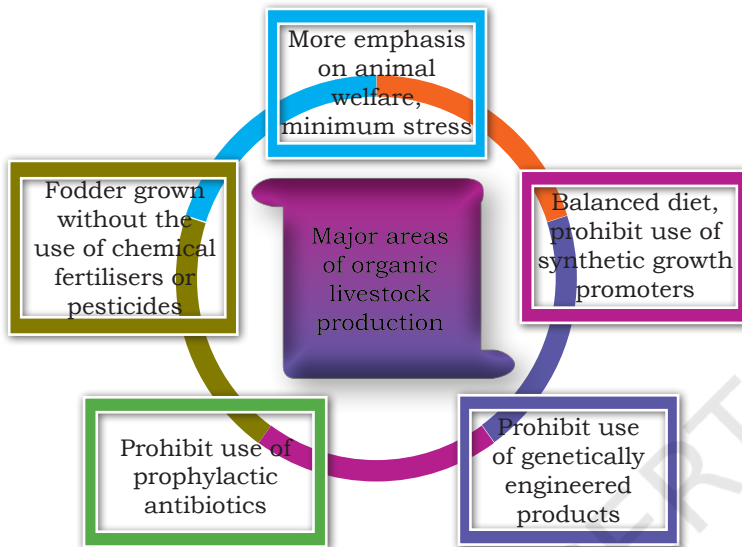 More emphasis
on animal
welfare,
minimum stress
Balanced diet,
prohibit use of
synthetic growth
promoters
Prohibit use
of genetically
engineered
products
Prohibit use of
prophylactic
antibiotics
Fodder grown
without the
use of chemical
fertilisers or
pesticides
Major areas
of organic
livestock
production